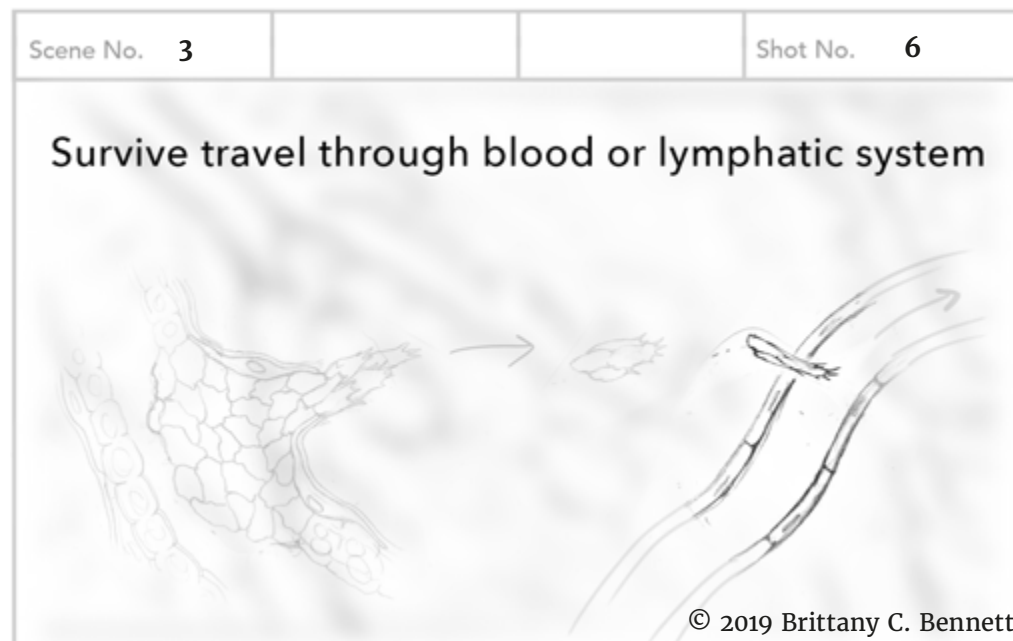 Scene No. 3 Shot No. 6
Survive travel through blood or lymphatic system
© 2019 Brittany C. Bennett